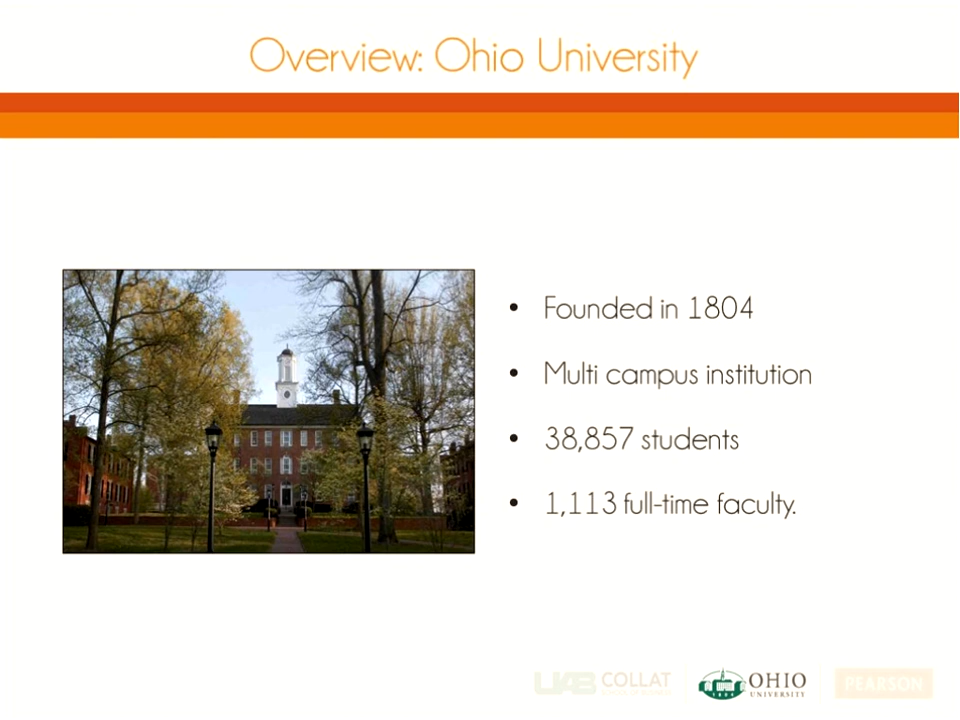 Overview: Ohio University
• Founded in 1804
• Multi campus institution
• 38,857 students
• 1,113 full-time faculty.
UAB COLLAT
OHIO
UNIVERSITY
PEARSON